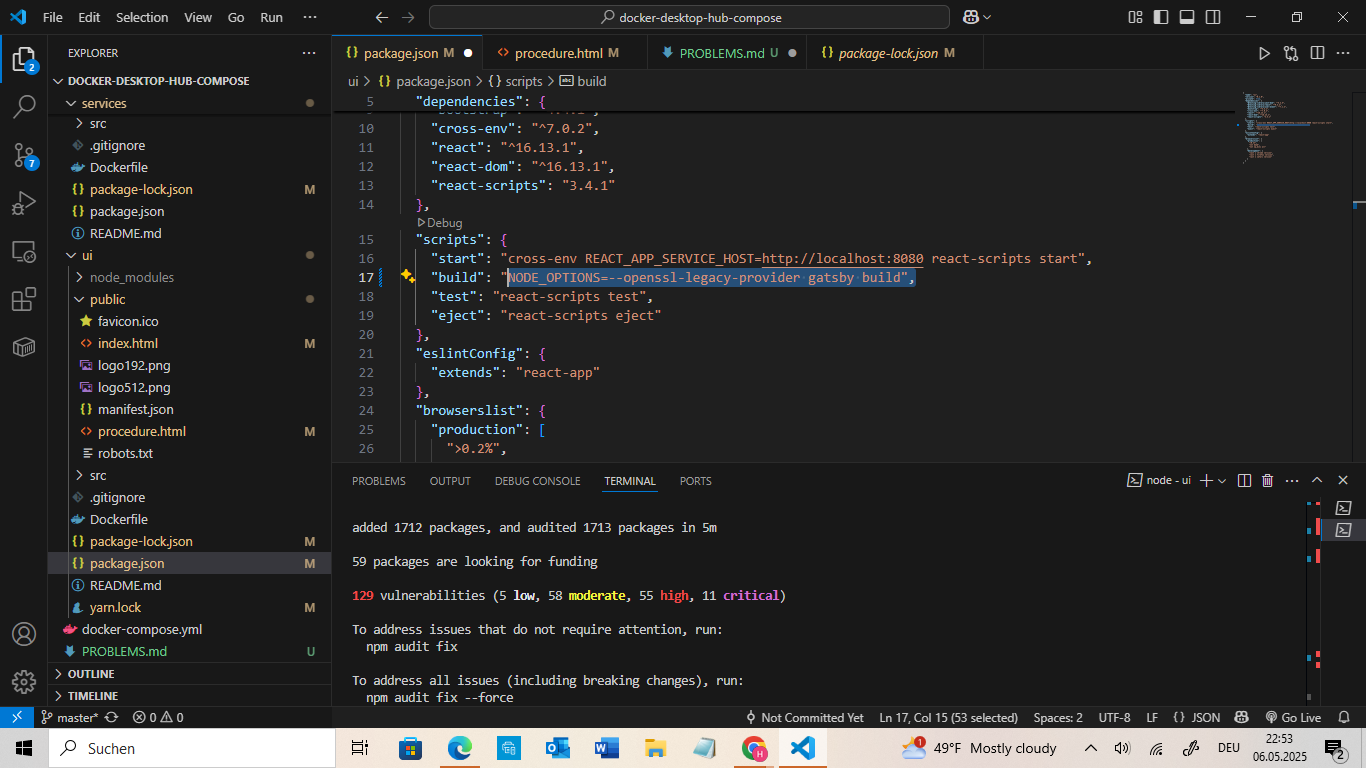 File Edit Selection View Go Run ··· docker-desktop-hub-compose
EXPLORER ···
DOCKER-DESKTOP-HUB-COMPOSE
services
src
.gitignore
Dockerfile
package-lock.json M
package.json
README.md
ui
node_modules
public
favicon.ico
index.html M
logo192.png
logo512.png
manifest.json
procedure.html M
robots.txt
src
.gitignore
Dockerfile
package-lock.json M
package.json M
README.md
yarn.lock M
docker-compose.yml
PROBLEMS.md U
OUTLINE
TIMELINE
2
7
package.json M procedure.html M PROBLEMS.md U package-lock.json M
ui > package.json > scripts > build
5 "dependencies": {
10 "cross-env": "^7.0.2",
11 "react": "^16.13.1",
12 "react-dom": "^16.13.1",
13 "react-scripts": "3.4.1"
14 },
Debug
15 "scripts": {
16 "start": "cross-env REACT_APP_SERVICE_HOST=http://localhost:8080 react-scripts start",
17 "build": "NODE_OPTIONS=--openssl-legacy-provider gatsby build",
18 "test": "react-scripts test",
19 "eject": "react-scripts eject"
20 },
21 "eslintConfig": {
22 "extends": "react-app"
23 },
24 "browserslist": {
25 "production": [
26 ">0.2%",
PROBLEMS OUTPUT DEBUG CONSOLE TERMINAL PORTS node - ui
added 1712 packages, and audited 1713 packages in 5m
59 packages are looking for funding
129 vulnerabilities (5 low, 58 moderate, 55 high, 11 critical)
To address issues that do not require attention, run:
npm audit fix
To address all issues (including breaking changes), run:
npm audit fix --force
master* 0 0 Not Committed Yet Ln 17, Col 15 (53 selected) Spaces: 2 UTF-8 LF {} JSON Go Live
Suchen 1 49°F Mostly cloudy DEU 22:53
06.05.2025 2